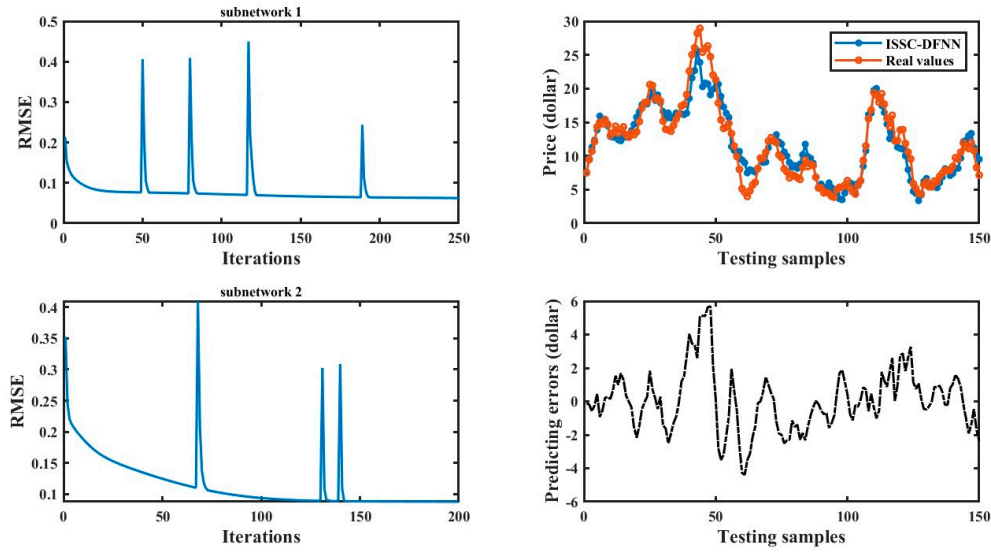 subnetwork 1
0.5
0.4
0.3
0.2
0.1
0
RMSE
0 50 100 150 200 250
Iterations
30
25
20
15
10
5
0
Price (dollar)
ISSC-DFNN
Real values
0 50 100 150
Testing samples
subnetwork 2
0.4
0.35
0.3
0.25
0.2
0.15
0.1
RMSE
0 50 100 150 200
Iterations
6
4
2
0
-2
-4
-6
Predicting errors (dollar)
0 50 100 150
Testing samples